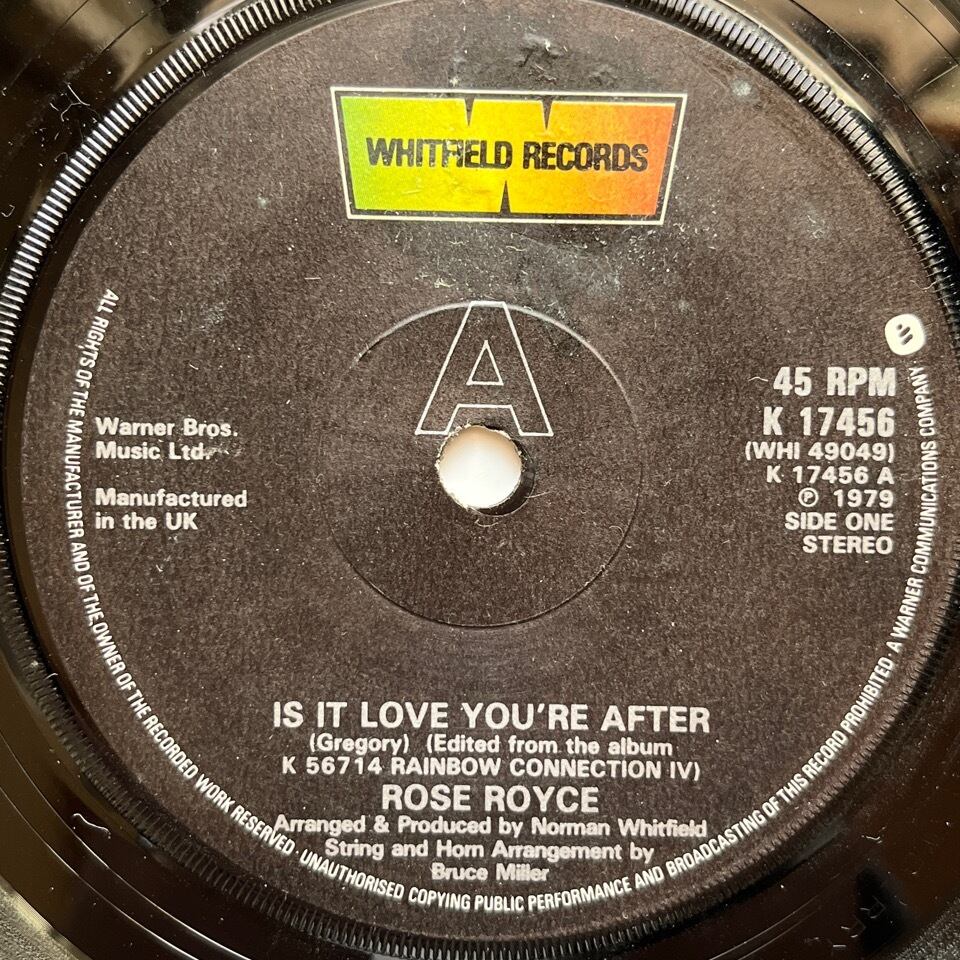 WHITFIELD RECORDS
A
45 RPM
K 17456
(WHI 49049)
K 17456 A
℗ 1979
SIDE ONE
STEREO
Warner Bros.
Music Ltd.
Manufactured
in the UK
IS IT LOVE YOU'RE AFTER
(Gregory) (Edited from the album
K 56714 RAINBOW CONNECTION IV)
ROSE ROYCE
Arranged & Produced by Norman Whitfield
String and Horn Arrangement by
Bruce Miller
ALL RIGHTS OF THE MANUFACTURER AND OF THE OWNER OF THE RECORDED WORK RESERVED · UNAUTHORISED COPYING PUBLIC PERFORMANCE AND BROADCASTING OF THIS RECORD PROHIBITED · A WARNER COMMUNICATIONS COMPANY